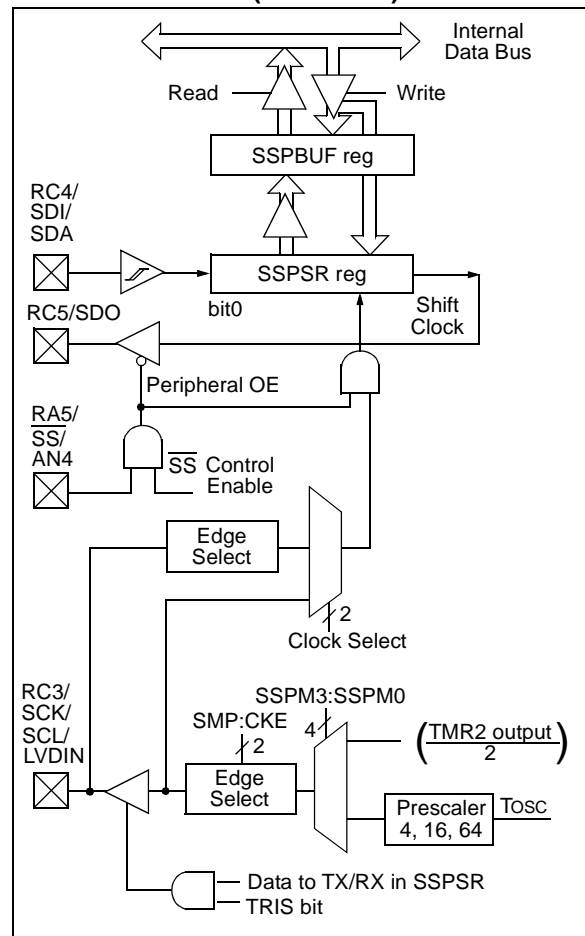 Internal
Data Bus
Read
Write
SSPBUF reg
RC4/
SDI/
SDA
SSPSR reg
bit0
Shift
Clock
RC5/SDO
Peripheral OE
RA5/
SS/
AN4
SS Control
Enable
Edge
Select
2
Clock Select
RC3/
SCK/
SCL/
LVDIN
SSPM3:SSPM0
SMP:CKE
4
2
(TMR2 output
2)
Edge
Select
Prescaler
4, 16, 64
TOSC
Data to TX/RX in SSPSR
TRIS bit